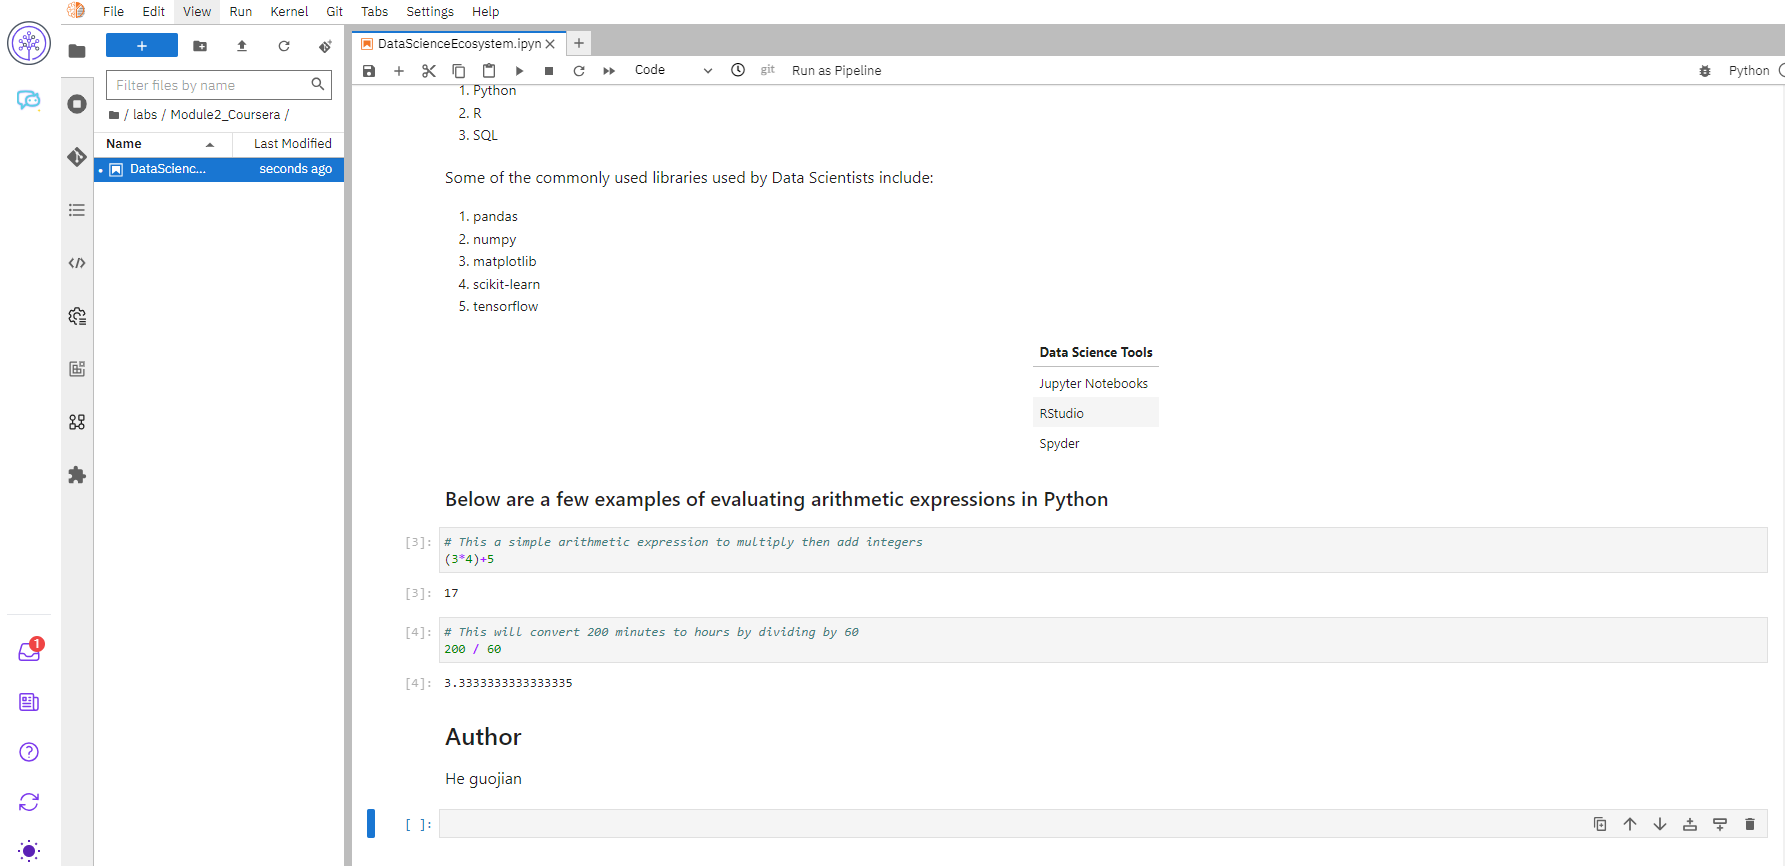 File Edit View Run Kernel Git Tabs Settings Help
+
Filter files by name
/ labs / Module2_Coursera /
Name Last Modified
DataScienc... seconds ago
1
DataScienceEcosystem.ipyn
Code git Run as Pipeline Python
1. Python
2. R
3. SQL
Some of the commonly used libraries used by Data Scientists include:
1. pandas
2. numpy
3. matplotlib
4. scikit-learn
5. tensorflow
Data Science Tools
Jupyter Notebooks
RStudio
Spyder
Below are a few examples of evaluating arithmetic expressions in Python
[3]: # This a simple arithmetic expression to multiply then add integers
(3*4)+5
[3]: 17
[4]: # This will convert 200 minutes to hours by dividing by 60
200 / 60
[4]: 3.3333333333333335
Author
He guojian
[ ]: